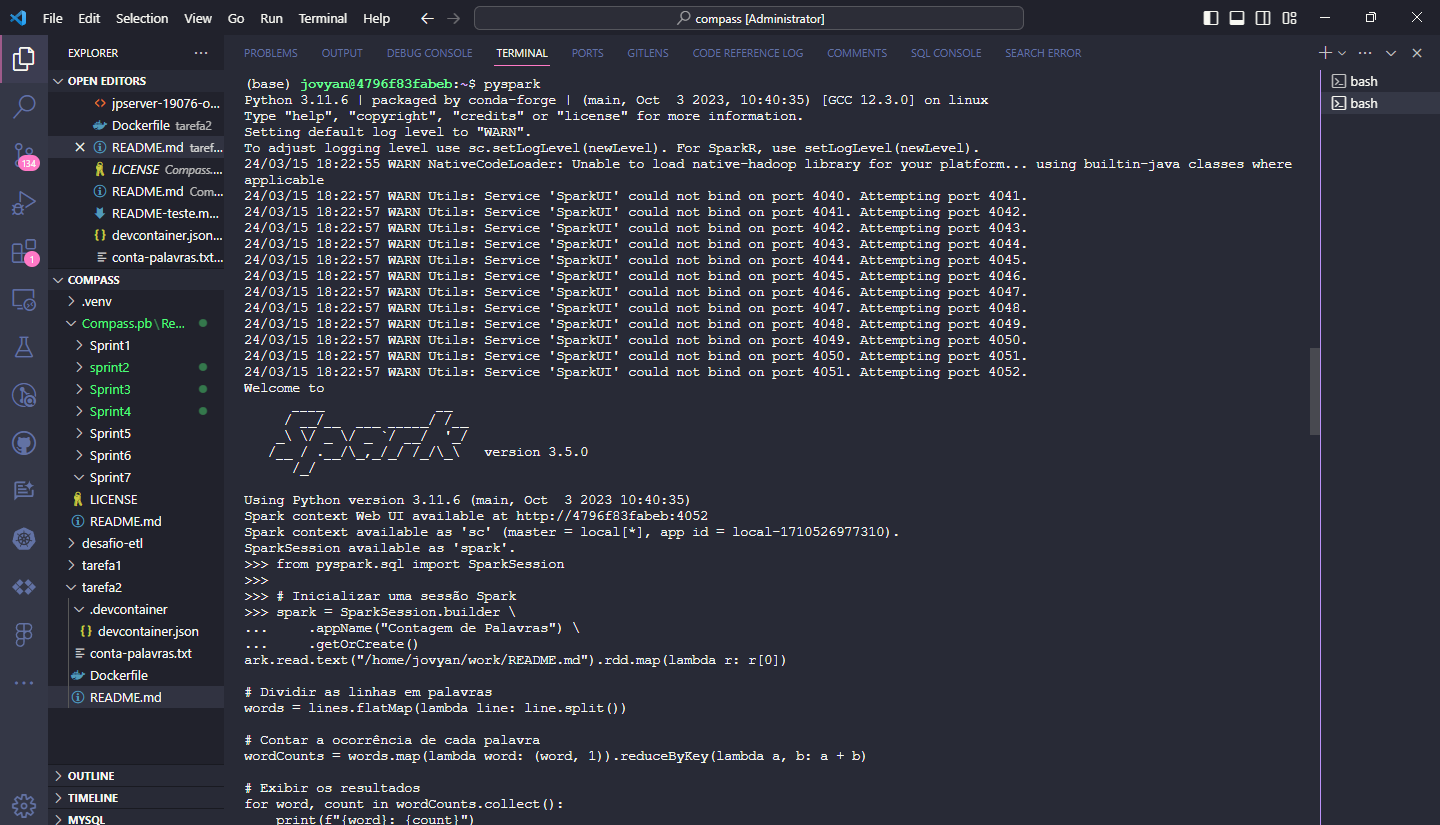 File Edit Selection View Go Run Terminal Help
compass [Administrator]
EXPLORER
OPEN EDITORS
jpserver-19076-o...
Dockerfile tarefa2
README.md taref...
LICENSE Compass....
README.md Com...
README-teste.m...
devcontainer.json...
conta-palavras.txt...
COMPASS
.venv
Compass.pb\Re...
Sprint1
sprint2
Sprint3
Sprint4
Sprint5
Sprint6
Sprint7
LICENSE
README.md
desafio-etl
tarefa1
tarefa2
.devcontainer
devcontainer.json
conta-palavras.txt
Dockerfile
README.md
OUTLINE
TIMELINE
MYSQL
134
1
PROBLEMS OUTPUT DEBUG CONSOLE TERMINAL PORTS GITLENS CODE REFERENCE LOG COMMENTS SQL CONSOLE SEARCH ERROR
(base) jovyan@4796f83fabeb:~$ pyspark
Python 3.11.6 | packaged by conda-forge | (main, Oct  3 2023, 10:40:35) [GCC 12.3.0] on linux
Type "help", "copyright", "credits" or "license" for more information.
Setting default log level to "WARN".
To adjust logging level use sc.setLogLevel(newLevel). For SparkR, use setLogLevel(newLevel).
24/03/15 18:22:55 WARN NativeCodeLoader: Unable to load native-hadoop library for your platform... using builtin-java classes where
applicable
24/03/15 18:22:57 WARN Utils: Service 'SparkUI' could not bind on port 4040. Attempting port 4041.
24/03/15 18:22:57 WARN Utils: Service 'SparkUI' could not bind on port 4041. Attempting port 4042.
24/03/15 18:22:57 WARN Utils: Service 'SparkUI' could not bind on port 4042. Attempting port 4043.
24/03/15 18:22:57 WARN Utils: Service 'SparkUI' could not bind on port 4043. Attempting port 4044.
24/03/15 18:22:57 WARN Utils: Service 'SparkUI' could not bind on port 4044. Attempting port 4045.
24/03/15 18:22:57 WARN Utils: Service 'SparkUI' could not bind on port 4045. Attempting port 4046.
24/03/15 18:22:57 WARN Utils: Service 'SparkUI' could not bind on port 4046. Attempting port 4047.
24/03/15 18:22:57 WARN Utils: Service 'SparkUI' could not bind on port 4047. Attempting port 4048.
24/03/15 18:22:57 WARN Utils: Service 'SparkUI' could not bind on port 4048. Attempting port 4049.
24/03/15 18:22:57 WARN Utils: Service 'SparkUI' could not bind on port 4049. Attempting port 4050.
24/03/15 18:22:57 WARN Utils: Service 'SparkUI' could not bind on port 4050. Attempting port 4051.
24/03/15 18:22:57 WARN Utils: Service 'SparkUI' could not bind on port 4051. Attempting port 4052.
Welcome to
Spark version 3.5.0
Using Python version 3.11.6 (main, Oct  3 2023 10:40:35)
Spark context Web UI available at http://4796f83fabeb:4052
Spark context available as 'sc' (master = local[*], app id = local-1710526977310).
SparkSession available as 'spark'.
>>> from pyspark.sql import SparkSession
>>>
>>> # Inicializar uma sessão Spark
>>> spark = SparkSession.builder \
...     .appName("Contagem de Palavras") \
...     .getOrCreate()
ark.read.text("/home/jovyan/work/README.md").rdd.map(lambda r: r[0])
# Dividir as linhas em palavras
words = lines.flatMap(lambda line: line.split())
# Contar a ocorrência de cada palavra
wordCounts = words.map(lambda word: (word, 1)).reduceByKey(lambda a, b: a + b)
# Exibir os resultados
for word, count in wordCounts.collect():
    print(f"{word}: {count}")
bash
bash